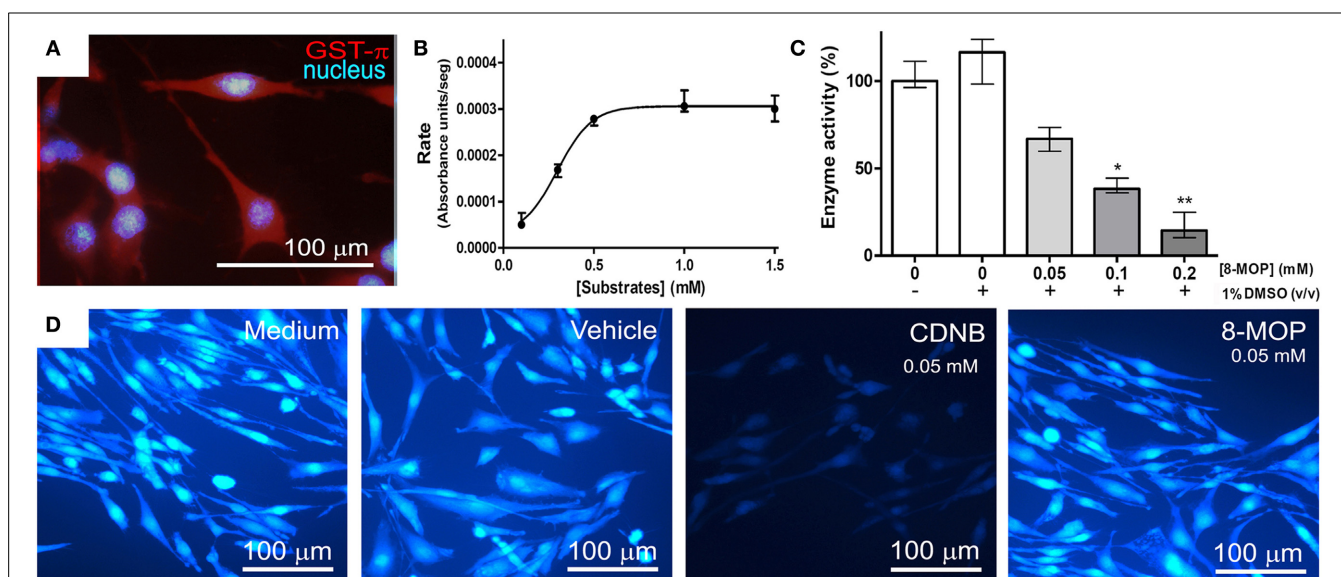 A
GST-π
nucleus
100 μm
B
Rate
(Absorbance units/seg)
0.0004
0.0003
0.0002
0.0001
0.0000
0.0
0.5
1.0
1.5
[Substrates] (mM)
C
Enzyme activity (%)
100
50
0
*
**
0 0 0.05 0.1 0.2 [8-MOP] (mM)
- + + + + 1% DMSO (v/v)
D
Medium
100 μm
Vehicle
100 μm
CDNB
0.05 mM
100 μm
8-MOP
0.05 mM
100 μm